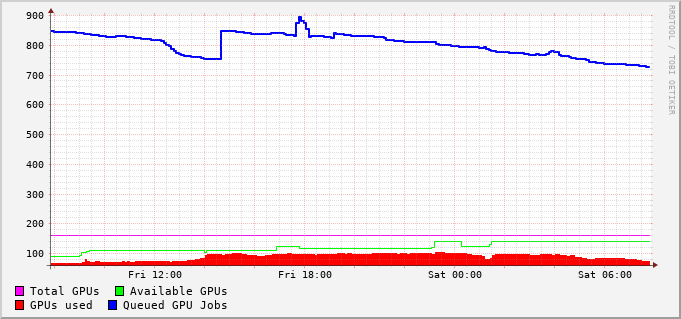 900
800
700
600
500
400
300
200
100
Fri 12:00 Fri 18:00 Sat 00:00 Sat 06:00
Total GPUs Available GPUs
GPUs used Queued GPU Jobs
RRDTOOL / TOBI OETIKER